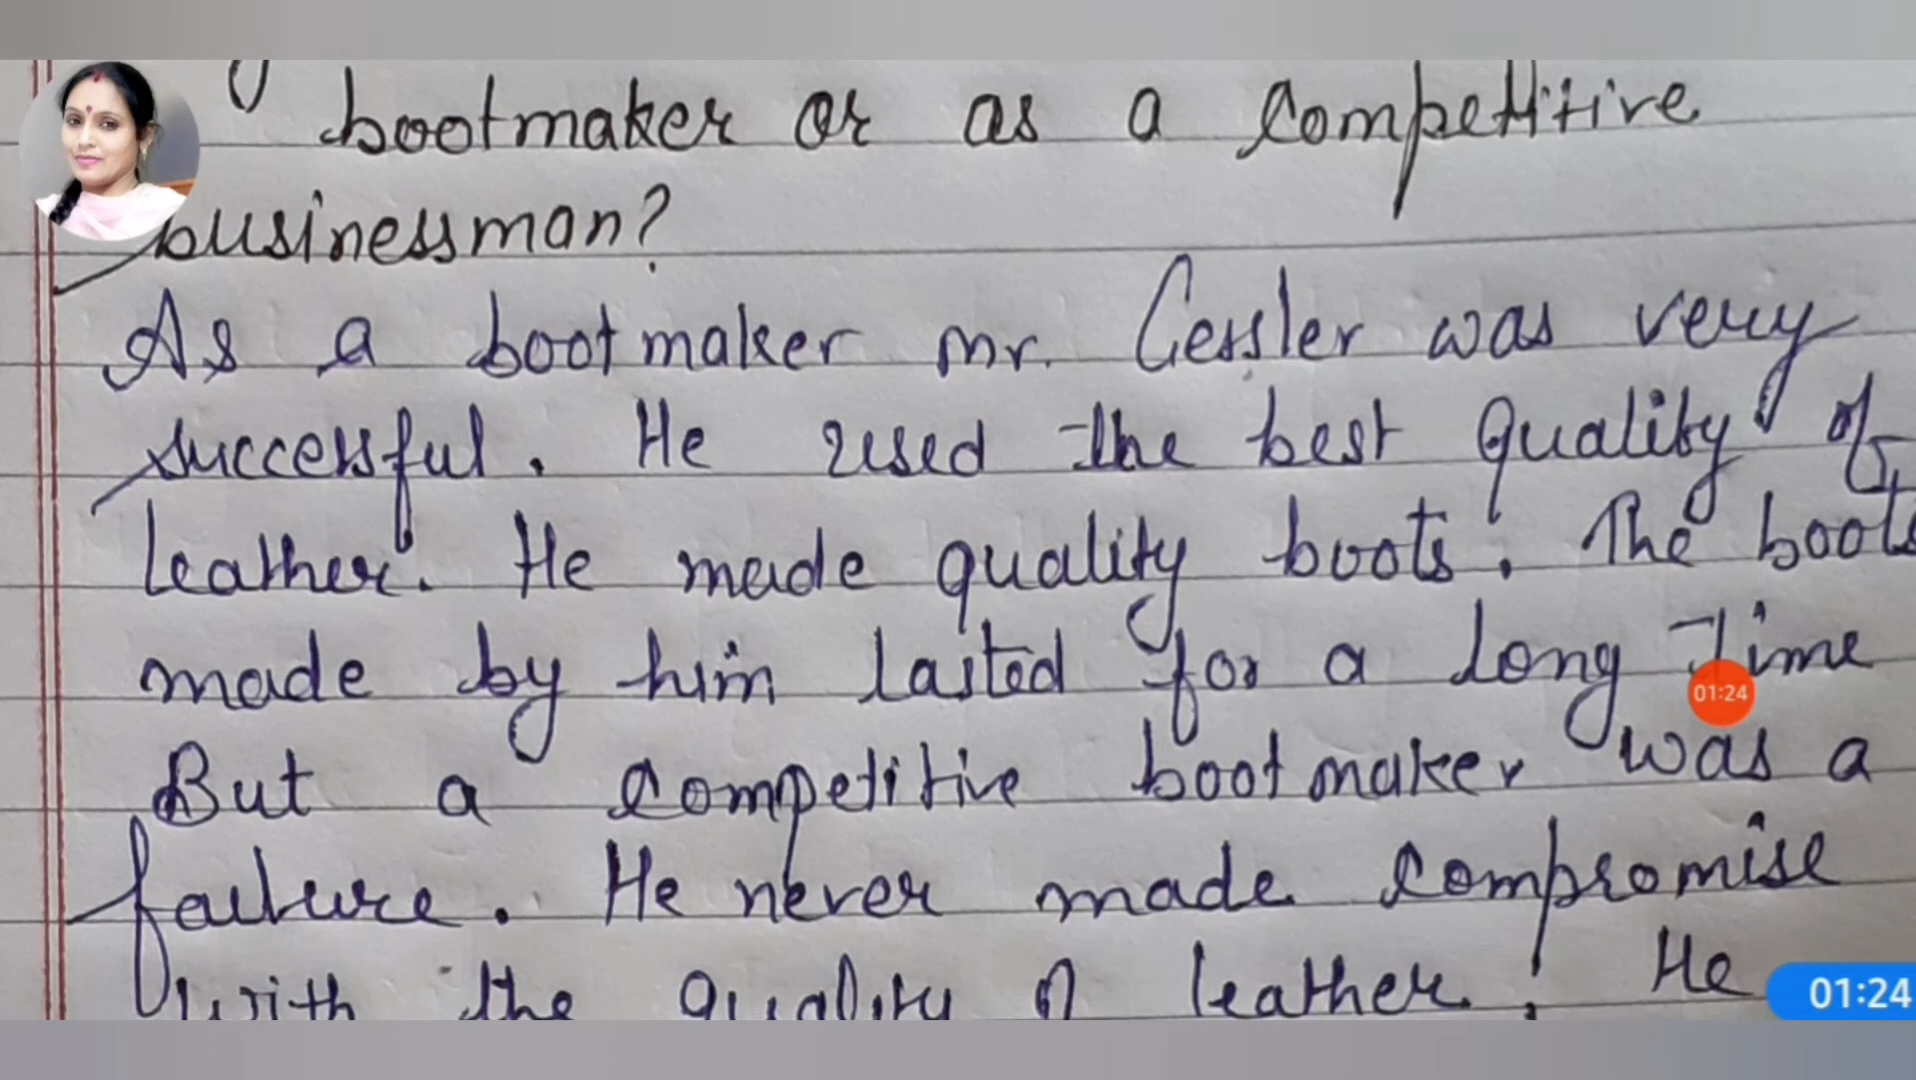 bootmaker or as a competitive
businessman?
As a bootmaker mr. Gessler was very
successful. He used the best quality of
leather. He made quality boots. The boots
made by him lasted for a long time
01:24
But a competitive bootmaker was a
failure. He never made compromise
with the quality of leather. He
01:24